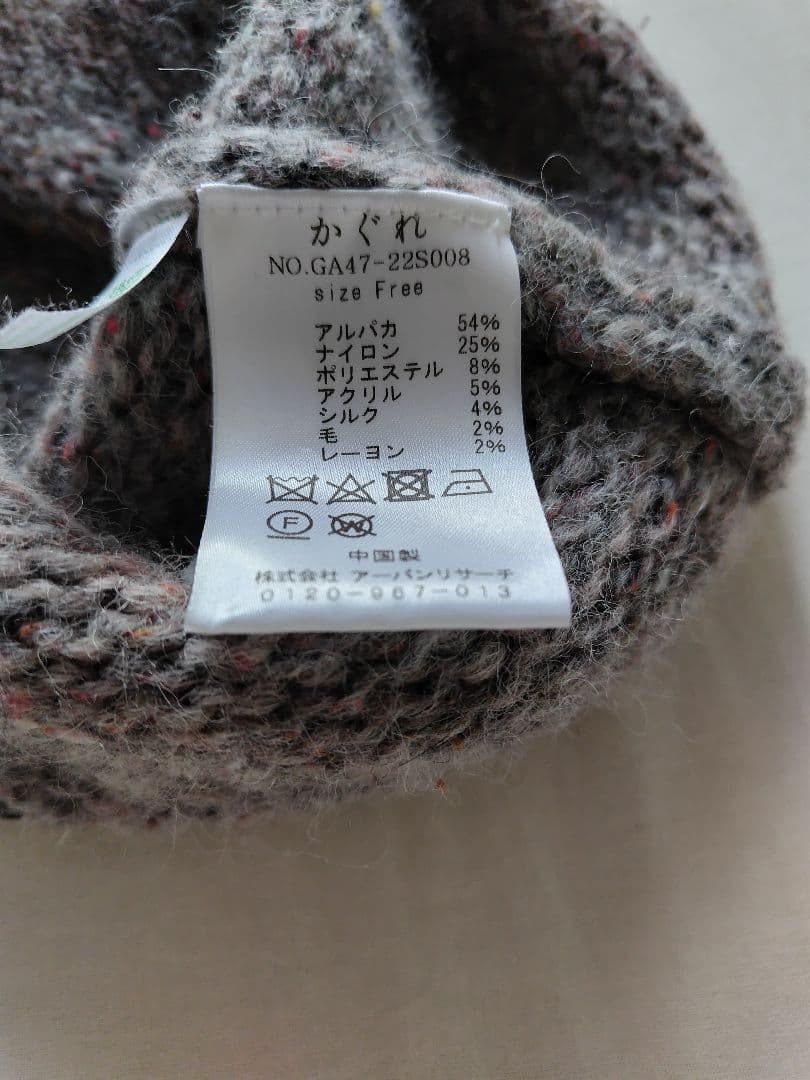 かぐれ
NO.GA47-22S008
size Free
アルパカ 54%
ナイロン 25%
ポリエステル 8%
アクリル 5%
シルク 4%
毛 2%
レーヨン 2%
F W
中国製
株式会社 アーバンリサーチ
0120-967-013